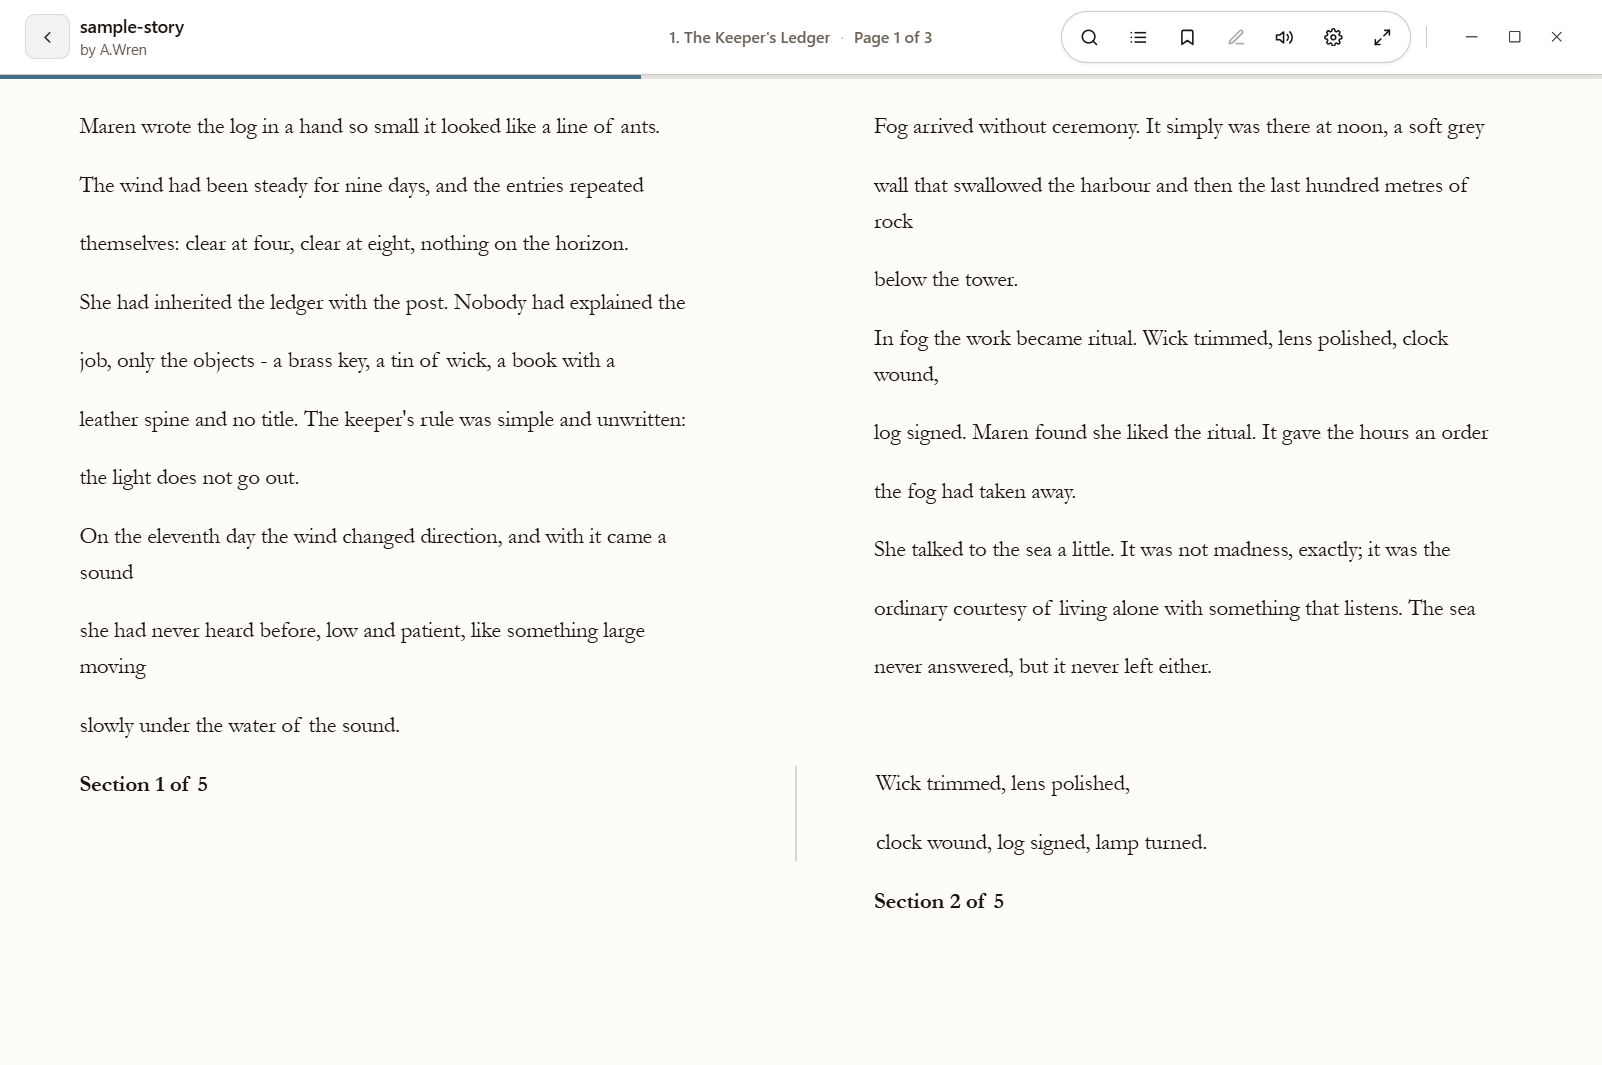 sample-story
by A.Wren
1. The Keeper's Ledger · Page 1 of 3
Maren wrote the log in a hand so small it looked like a line of ants.
The wind had been steady for nine days, and the entries repeated
themselves: clear at four, clear at eight, nothing on the horizon.
She had inherited the ledger with the post. Nobody had explained the
job, only the objects - a brass key, a tin of wick, a book with a
leather spine and no title. The keeper's rule was simple and unwritten:
the light does not go out.
On the eleventh day the wind changed direction, and with it came a
sound
she had never heard before, low and patient, like something large
moving
slowly under the water of the sound.
Section 1 of 5
Fog arrived without ceremony. It simply was there at noon, a soft grey
wall that swallowed the harbour and then the last hundred metres of
rock
below the tower.
In fog the work became ritual. Wick trimmed, lens polished, clock
wound,
log signed. Maren found she liked the ritual. It gave the hours an order
the fog had taken away.
She talked to the sea a little. It was not madness, exactly; it was the
ordinary courtesy of living alone with something that listens. The sea
never answered, but it never left either.
Wick trimmed, lens polished,
clock wound, log signed, lamp turned.
Section 2 of 5